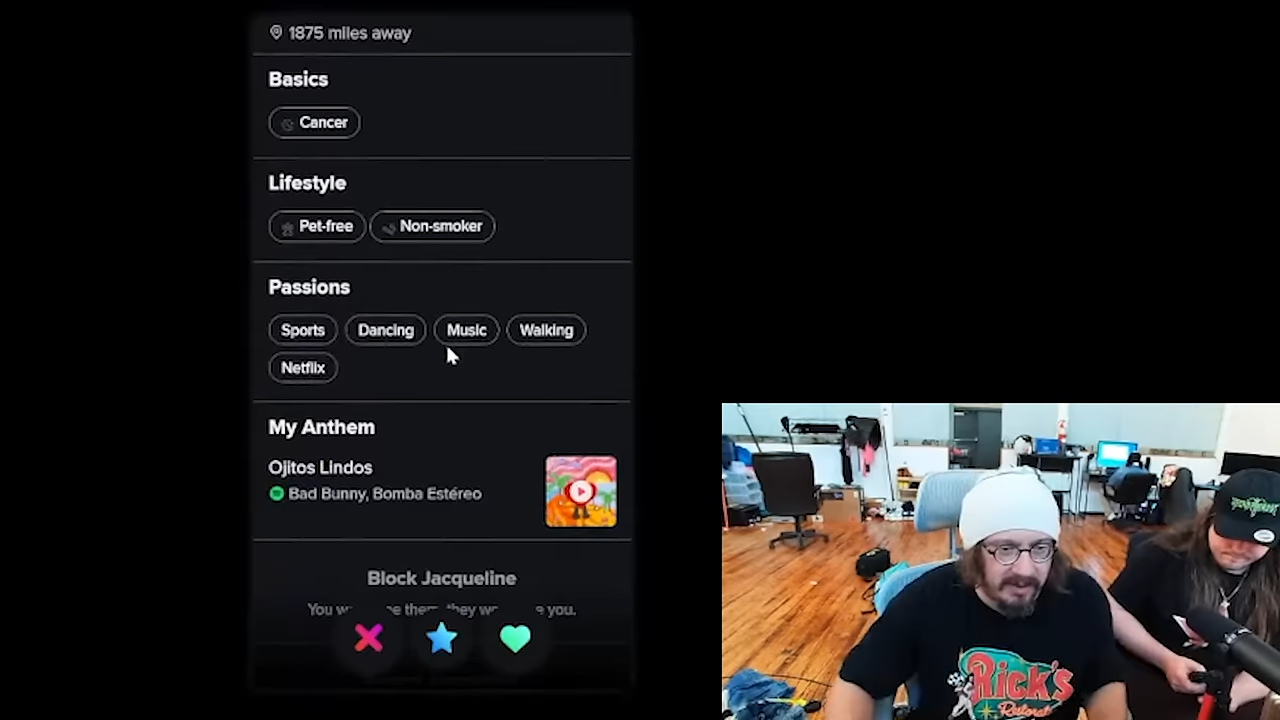 1875 miles away
Basics
Cancer
Lifestyle
Pet-free Non-smoker
Passions
Sports Dancing Music Walking
Netflix
My Anthem
Ojitos Lindos
Bad Bunny, Bomba Estéreo
Block Jacqueline
You you.
Rick's